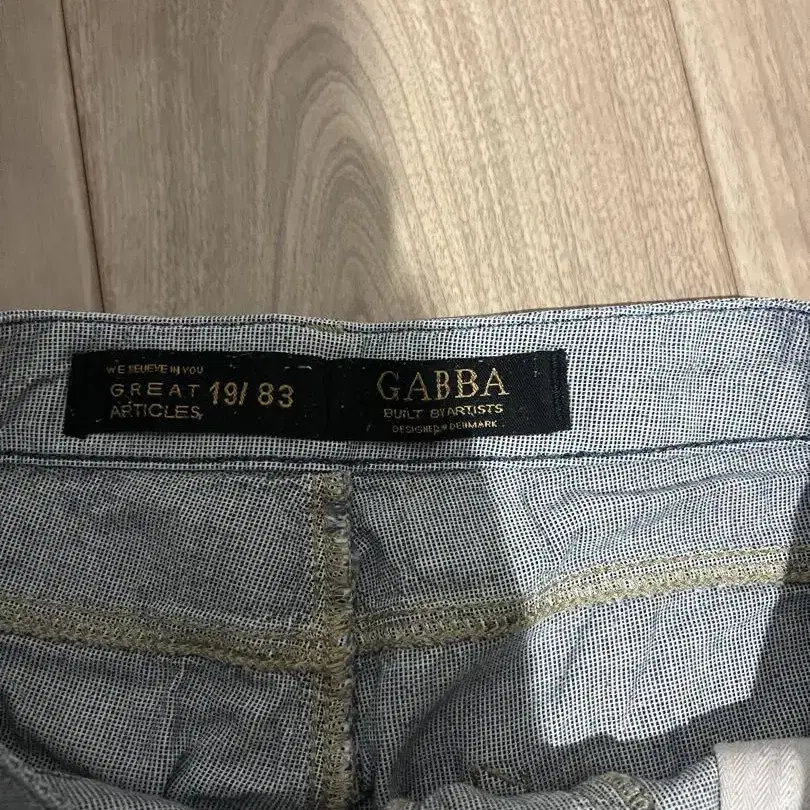 WE BELIEVE IN YOU
GREAT 19/ 83
ARTICLES,
GABBA
BUILT BY ARTISTS
DESIGNED IN DENMARK